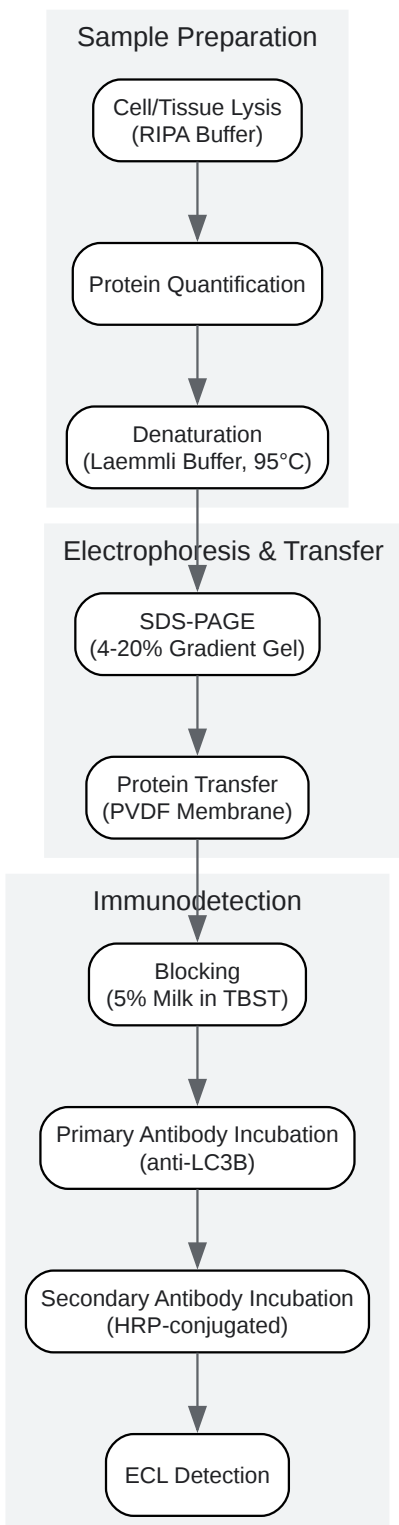 Sample Preparation
Cell/Tissue Lysis
(RIPA Buffer)
Protein Quantification
Denaturation
(Laemmli Buffer, 95°C)
Electrophoresis & Transfer
SDS-PAGE
(4-20% Gradient Gel)
Protein Transfer
(PVDF Membrane)
Immunodetection
Blocking
(5% Milk in TBST)
Primary Antibody Incubation
(anti-LC3B)
Secondary Antibody Incubation
(HRP-conjugated)
ECL Detection